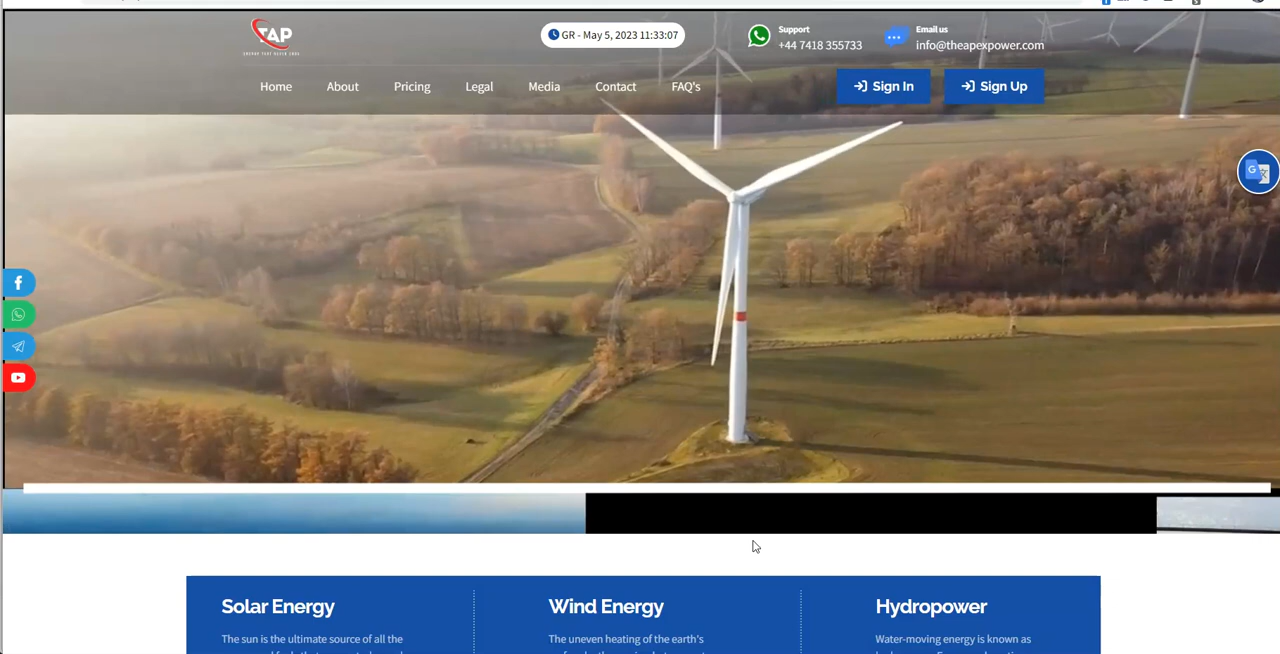 TAP
GR - May 5, 2023 11:33:07
Support
+44 7418 355733
Email us
info@theapexpower.com
Home
About
Pricing
Legal
Media
Contact
FAQ's
Sign In
Sign Up
Solar Energy
The sun is the ultimate source of all the
Wind Energy
The uneven heating of the earth's
Hydropower
Water-moving energy is known as